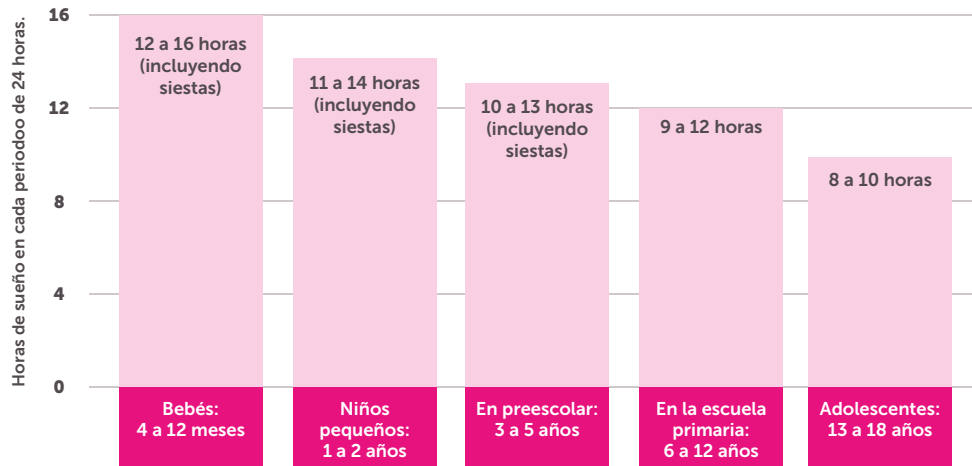 Horas de sueño en cada periodoo de 24 horas.
16
12
8
4
0
12 a 16 horas
(incluyendo
siestas)
11 a 14 horas
(incluyendo
siestas)
10 a 13 horas
(incluyendo
siestas)
9 a 12 horas
8 a 10 horas
Bebés:
4 a 12 meses
Niños
pequeños:
1 a 2 años
En preescolar:
3 a 5 años
En la escuela
primaria:
6 a 12 años
Adolescentes:
13 a 18 años